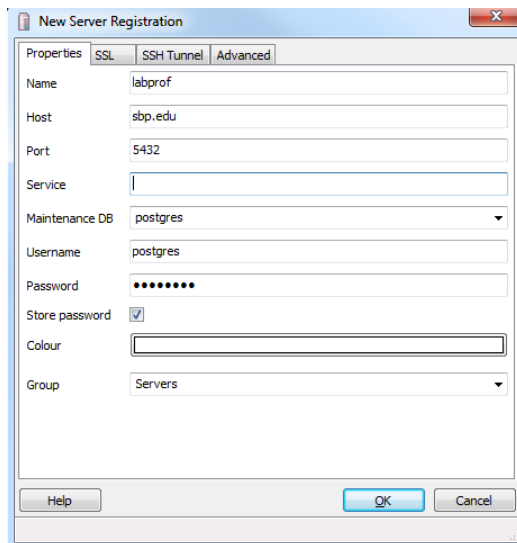 New Server Registration
Properties SSL SSH Tunnel Advanced
Name labprof
Host sbp.edu
Port 5432
Service
Maintenance DB postgres
Username postgres
Password ••••••••
Store password
Colour
Group Servers
Help OK Cancel